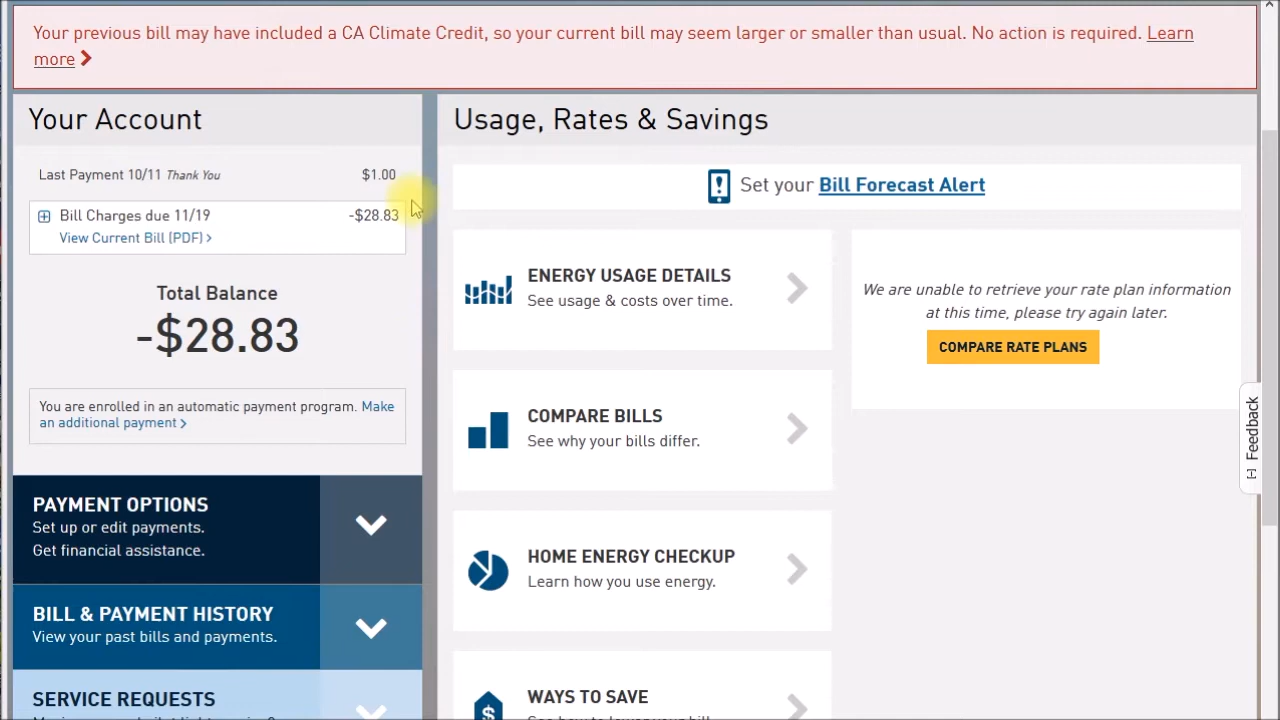 Your previous bill may have included a CA Climate Credit, so your current bill may seem larger or smaller than usual. No action is required. Learn
more
Your Account
Last Payment 10/11 Thank You $1.00
Bill Charges due 11/19 -$28.83
View Current Bill (PDF)
Total Balance
-$28.83
You are enrolled in an automatic payment program. Make
an additional payment
PAYMENT OPTIONS
Set up or edit payments.
Get financial assistance.
BILL & PAYMENT HISTORY
View your past bills and payments.
SERVICE REQUESTS
Usage, Rates & Savings
Set your Bill Forecast Alert
ENERGY USAGE DETAILS
See usage & costs over time.
COMPARE BILLS
See why your bills differ.
HOME ENERGY CHECKUP
Learn how you use energy.
WAYS TO SAVE
See how to lower your bill
We are unable to retrieve your rate plan information
at this time, please try again later.
COMPARE RATE PLANS
[-] Feedback